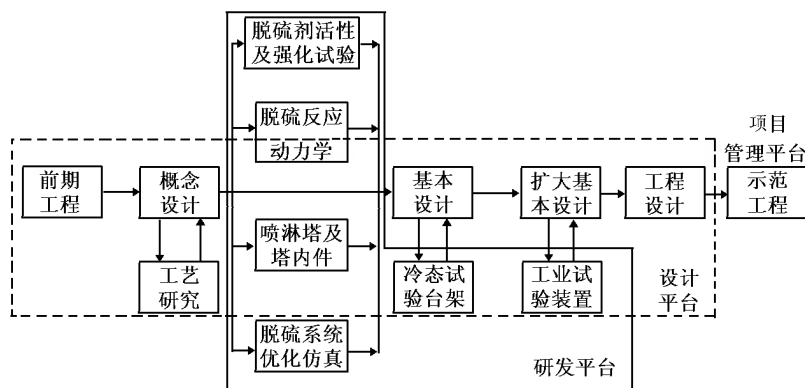 脱硫剂活性
及强化试验
脱硫反应
动力学
项目
管理平台
前期
工程
概念
设计
基本
设计
扩大基
本设计
工程
设计
示范
工程
喷淋塔及
塔内件
工艺
研究
冷态试
验台架
工业试
验装置
设计
平台
脱硫系统
优化仿真
研发平台